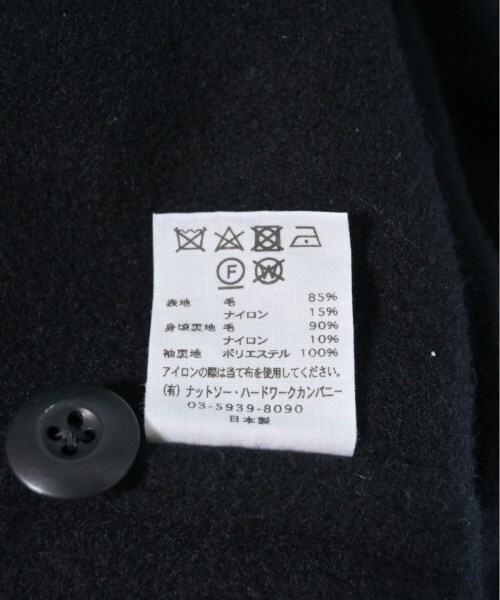 F W
表地 毛 85%
ナイロン 15%
身頃裏地 毛 90%
ナイロン 10%
袖裏地 ポリエステル 100%
アイロンの際は当て布を使用してください。
(有) ナットソー・ハードワークカンパニー
03-5939-8090
日本製